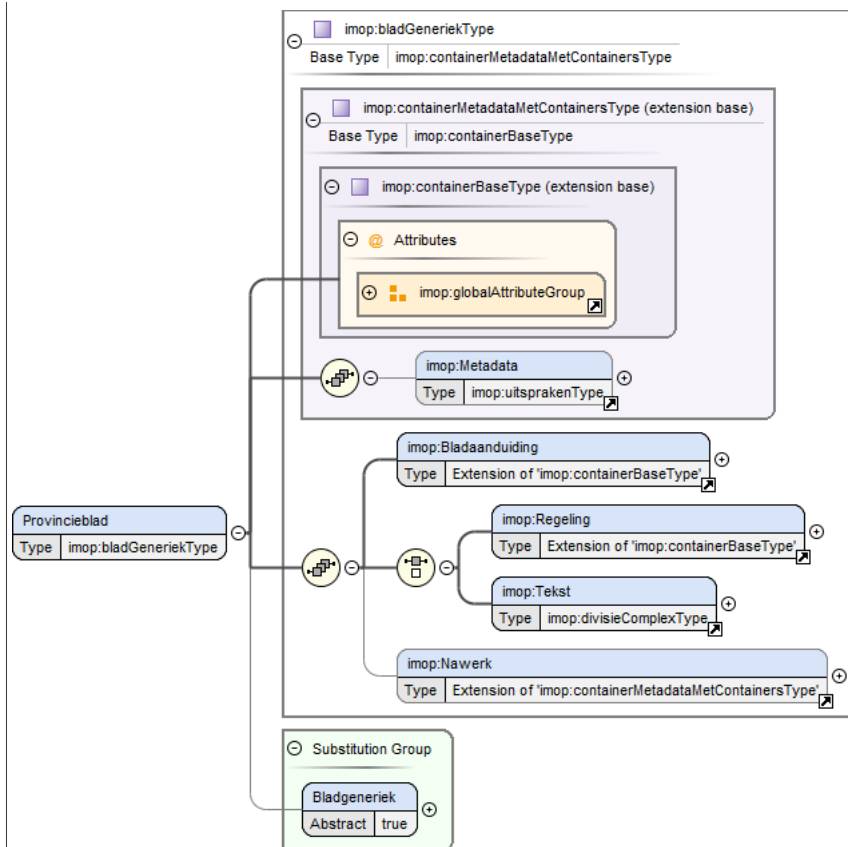 imop:bladGeneriekType
Base Type imop:containerMetadataMetContainersType
imop:containerMetadataMetContainersType (extension base)
Base Type imop:containerBaseType
imop:containerBaseType (extension base)
@ Attributes
imop:globalAttributeGroup
imop:Metadata
Type imop:uitsprakenType
imop:Bladaanduiding
Type Extension of 'imop:containerBaseType'
Provincieblad
Type imop:bladGeneriekType
imop:Regeling
Type Extension of 'imop:containerBaseType'
imop:Tekst
Type imop:divisieComplexType
imop:Nawerk
Type Extension of 'imop:containerMetadataMetContainersType'
Substitution Group
Bladgeneriek
Abstract true